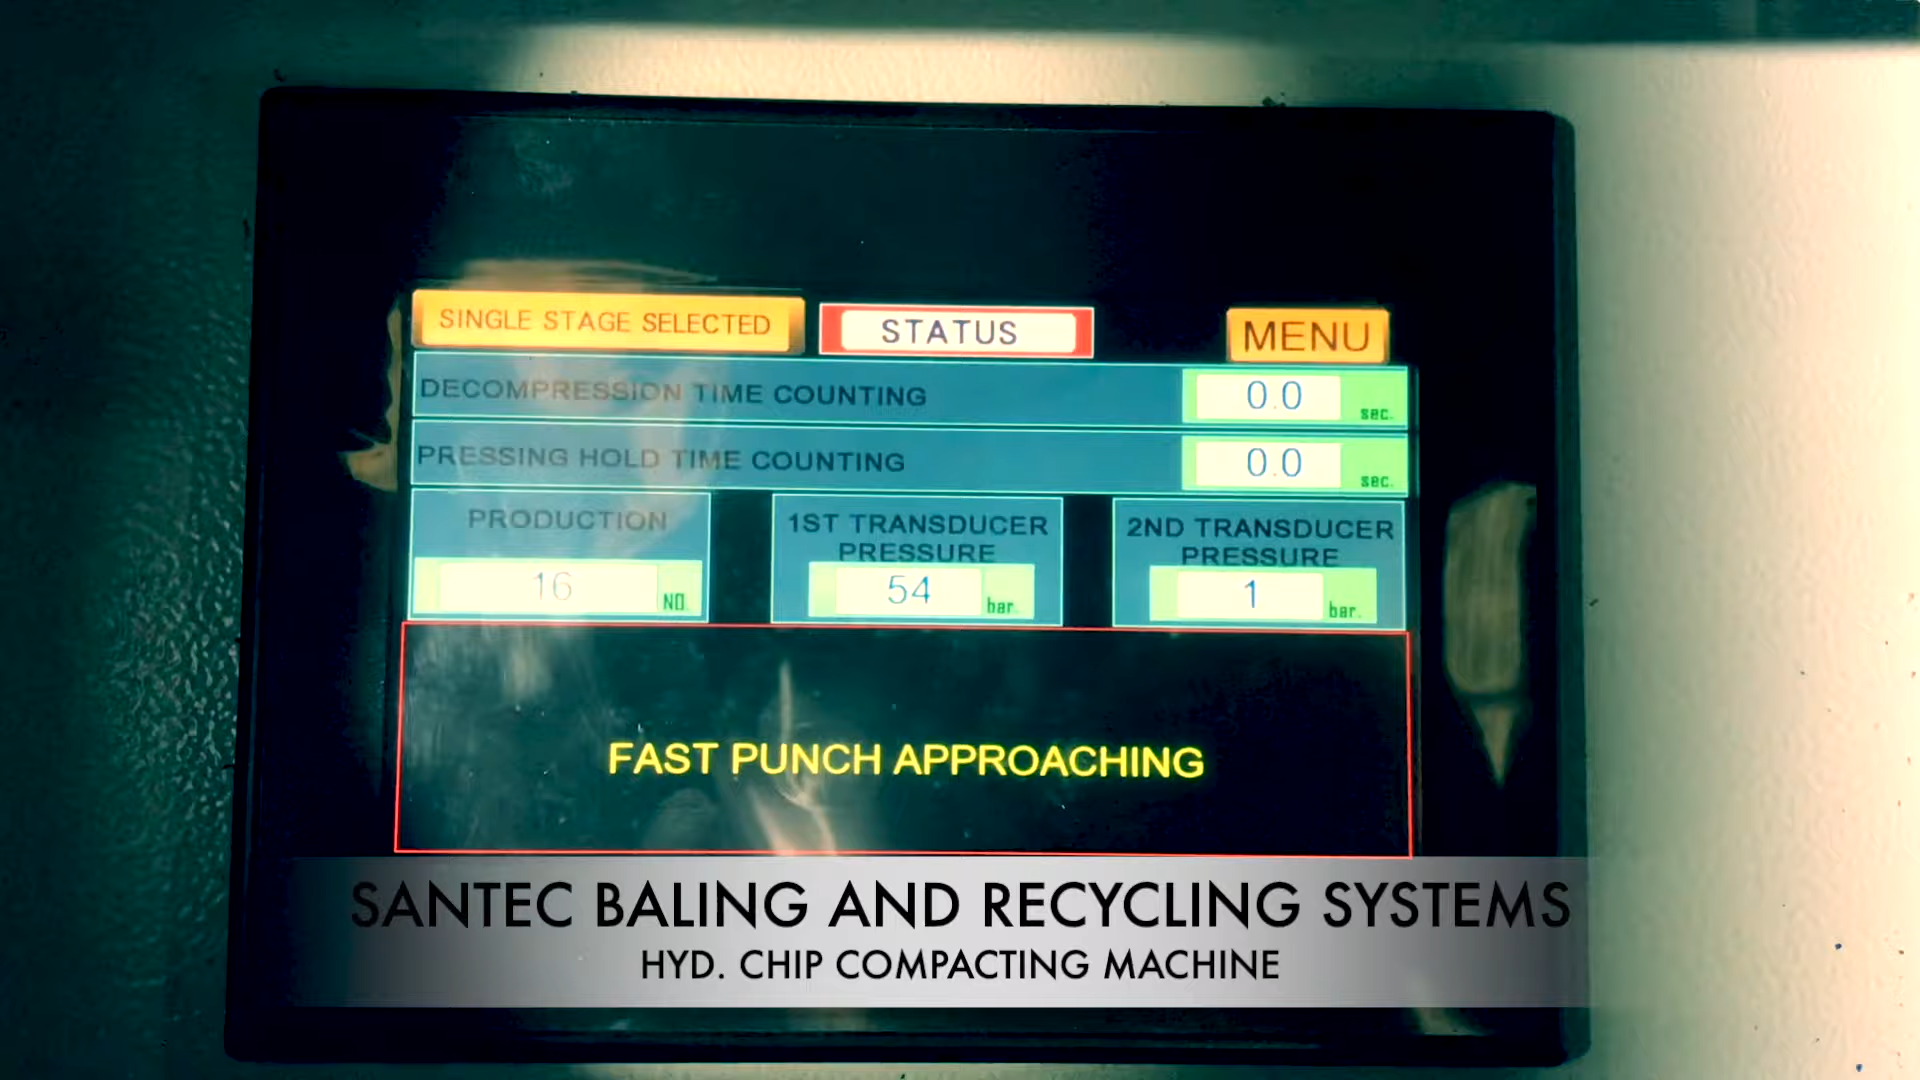 SINGLE STAGE SELECTED
STATUS
MENU
DECOMPRESSION TIME COUNTING
0.0 sec.
PRESSING HOLD TIME COUNTING
0.0 sec.
PRODUCTION
16 NO.
1ST TRANSDUCER
PRESSURE
54 bar.
2ND TRANSDUCER
PRESSURE
1 bar.
FAST PUNCH APPROACHING
SANTEC BALING AND RECYCLING SYSTEMS
HYD. CHIP COMPACTING MACHINE